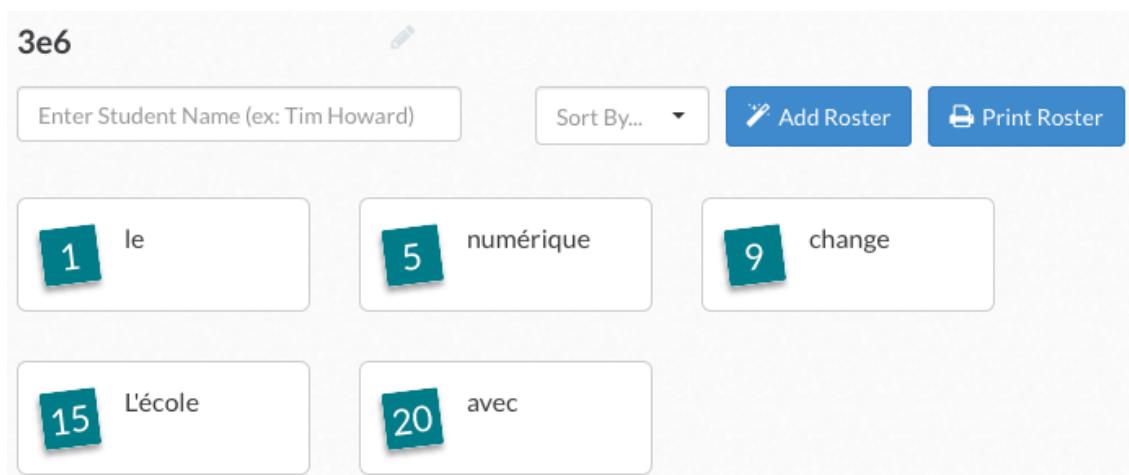 3e6
Enter Student Name (ex: Tim Howard) Sort By... Add Roster Print Roster
1 le 5 numérique 9 change
15 L'école 20 avec